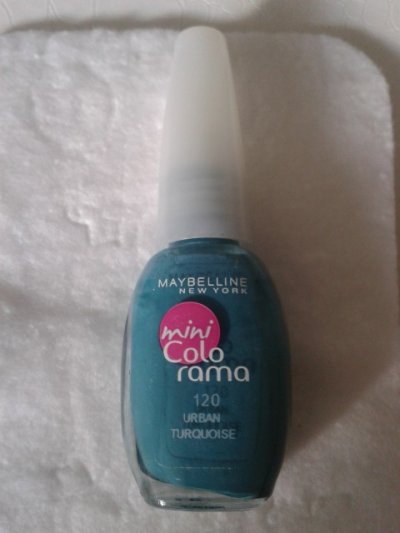 MAYBELLINE
NEW YORK
mini
Colo
rama
120
URBAN
TURQUOISE